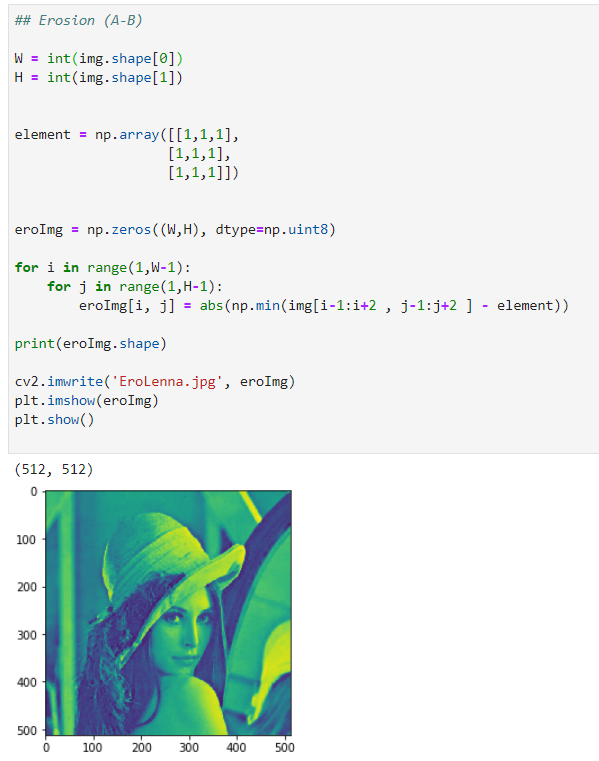 ## Erosion (A-B)
W = int(img.shape[0])
H = int(img.shape[1])
element = np.array([[1,1,1],
[1,1,1],
[1,1,1]])
eroImg = np.zeros((W,H), dtype=np.uint8)
for i in range(1,W-1):
for j in range(1,H-1):
eroImg[i, j] = abs(np.min(img[i-1:i+2 , j-1:j+2 ] - element))
print(eroImg.shape)
cv2.imwrite('EroLenna.jpg', eroImg)
plt.imshow(eroImg)
plt.show()
(512, 512)
0
100
200
300
400
500
0 100 200 300 400 500